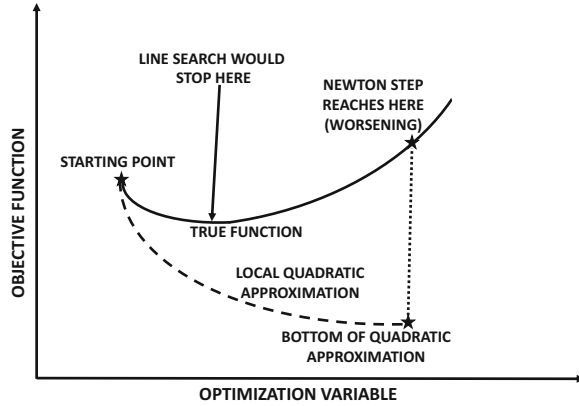 LINE SEARCH WOULD
STOP HERE
NEWTON STEP
REACHES HERE
(WORSENING)
STARTING POINT
TRUE FUNCTION
LOCAL QUADRATIC
APPROXIMATION
BOTTOM OF QUADRATIC
APPROXIMATION
OBJECTIVE FUNCTION
OPTIMIZATION VARIABLE